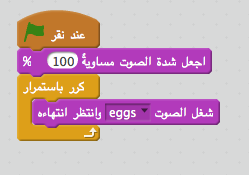 عند نقر
اجعل شدة الصوت مساوية 100 %
كرر باستمرار
شغل الصوت eggs وانتظر انتهاءه